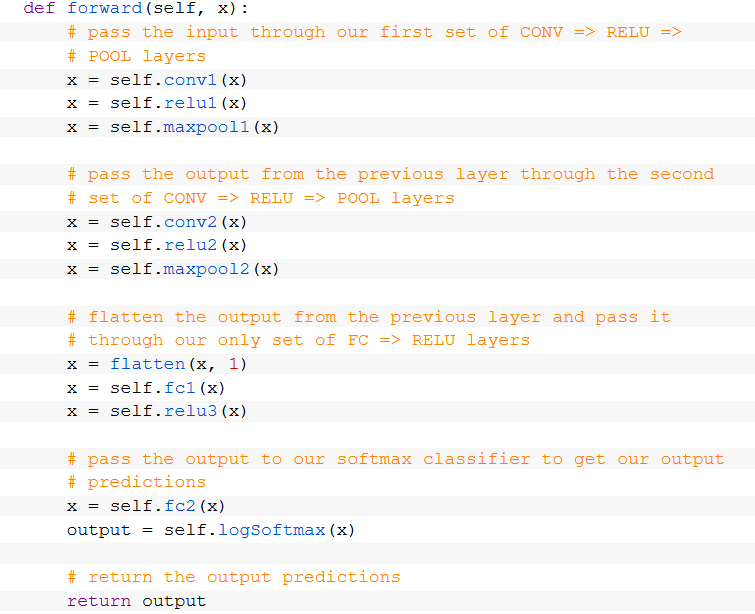 def forward(self, x):
    # pass the input through our first set of CONV => RELU =>
    # POOL layers
    x = self.conv1(x)
    x = self.relu1(x)
    x = self.maxpool1(x)

    # pass the output from the previous layer through the second
    # set of CONV => RELU => POOL layers
    x = self.conv2(x)
    x = self.relu2(x)
    x = self.maxpool2(x)

    # flatten the output from the previous layer and pass it
    # through our only set of FC => RELU layers
    x = flatten(x, 1)
    x = self.fc1(x)
    x = self.relu3(x)

    # pass the output to our softmax classifier to get our output
    # predictions
    x = self.fc2(x)
    output = self.logSoftmax(x)

    # return the output predictions
    return output